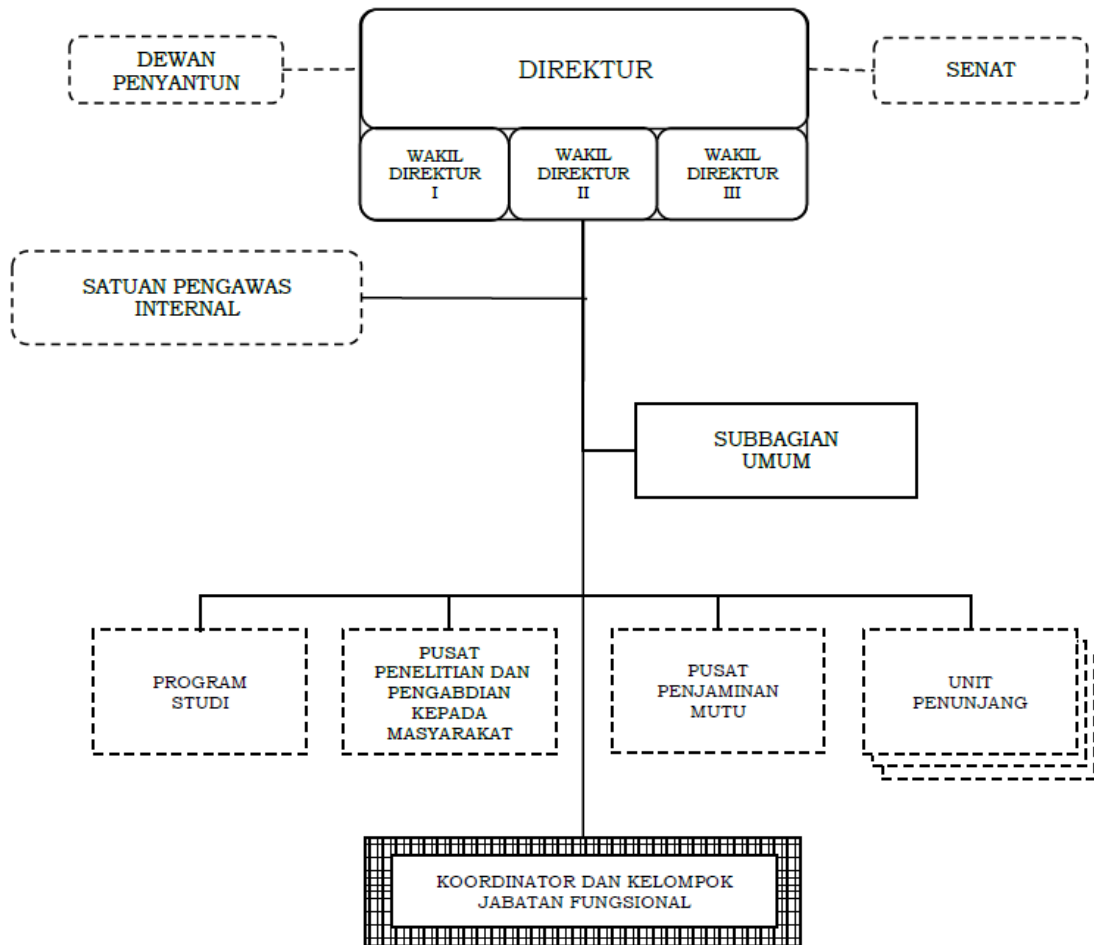 DEWAN
PENYANTUN
DIREKTUR
SENAT
WAKIL
DIREKTUR
I
WAKIL
DIREKTUR
II
WAKIL
DIREKTUR
III
SATUAN PENGAWAS
INTERNAL
SUBBAGIAN
UMUM
PROGRAM
STUDI
PUSAT
PENELITIAN DAN
PENGABDIAN
KEPADA
MASYARAKAT
PUSAT
PENJAMINAN
MUTU
UNIT
PENUNJANG
KOORDINATOR DAN KELOMPOK
JABATAN FUNGSIONAL